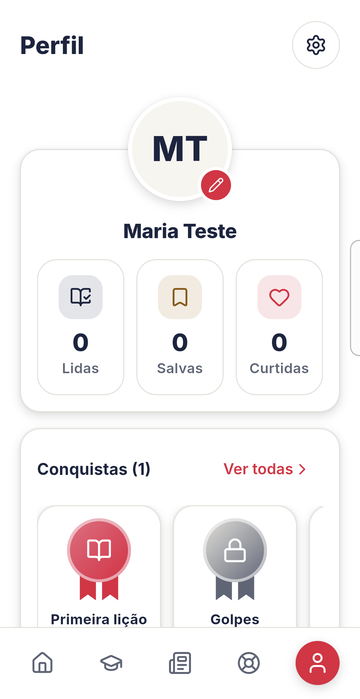 Perfil
MT
Maria Teste
0
Lidas
0
Salvas
0
Curtidas
Conquistas (1)
Ver todas
Primeira lição
Golpes